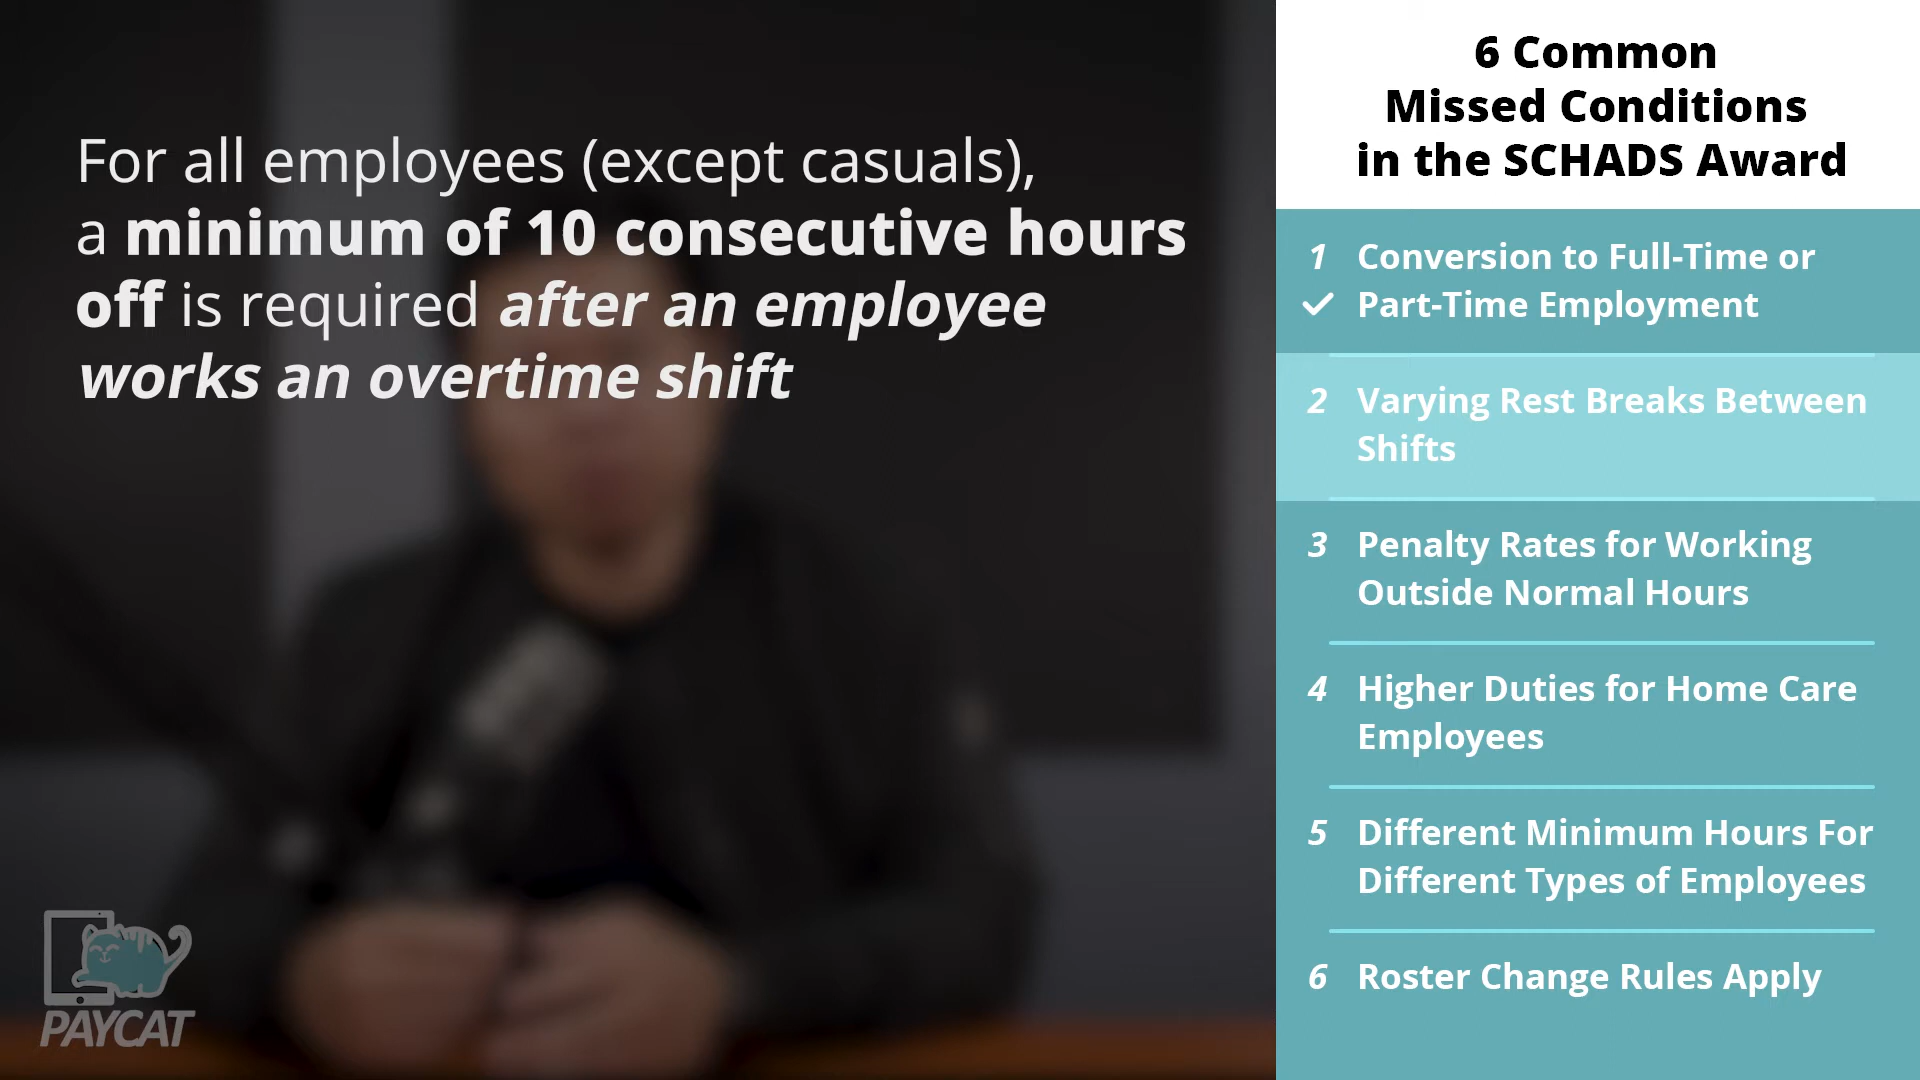 For all employees (except casuals),
a minimum of 10 consecutive hours
off is required after an employee
works an overtime shift
PAYCAT
6 Common
Missed Conditions
in the SCHADS Award
1 Conversion to Full-Time or
Part-Time Employment
2 Varying Rest Breaks Between
Shifts
3 Penalty Rates for Working
Outside Normal Hours
4 Higher Duties for Home Care
Employees
5 Different Minimum Hours For
Different Types of Employees
6 Roster Change Rules Apply